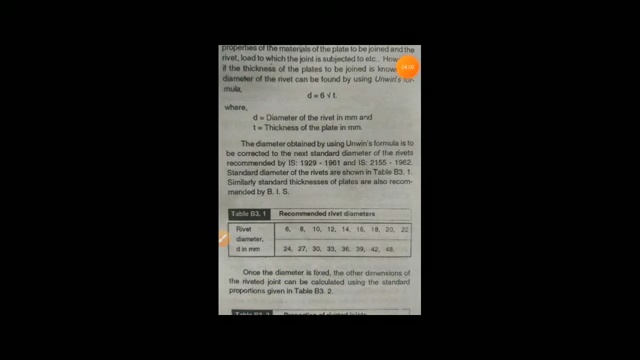 properties of the materials of the plate to be joined and the
rivet, load to which the joint is subjected to etc.
if the thickness of the plates to be joined is
diameter of the rivet can be found by using Unwin's for-
mula,
d = 6 √ t.
where,
d = Diameter of the rivet in mm and
t = Thickness of the plate in mm.
The diameter obtained by using Unwin's formula is to
be corrected to the next standard diameter of the rivets
recommended by IS: 1929 - 1961 and IS: 2155 - 1962.
Standard diameter of the rivets are shown in Table B3. 1.
Similarly standard thicknesses of plates are also recom-
mended by B. I. S.
Table B3. 1 Recommended rivet diameters
Rivet 6, 8, 10, 12, 14, 16, 18, 20, 22
diameter,
d in mm 24, 27, 30, 33, 36, 39, 42, 48.
Once the diameter is fixed, the other dimensions of
the riveted joint can be calculated using the standard
proportions given in Table B3. 2.